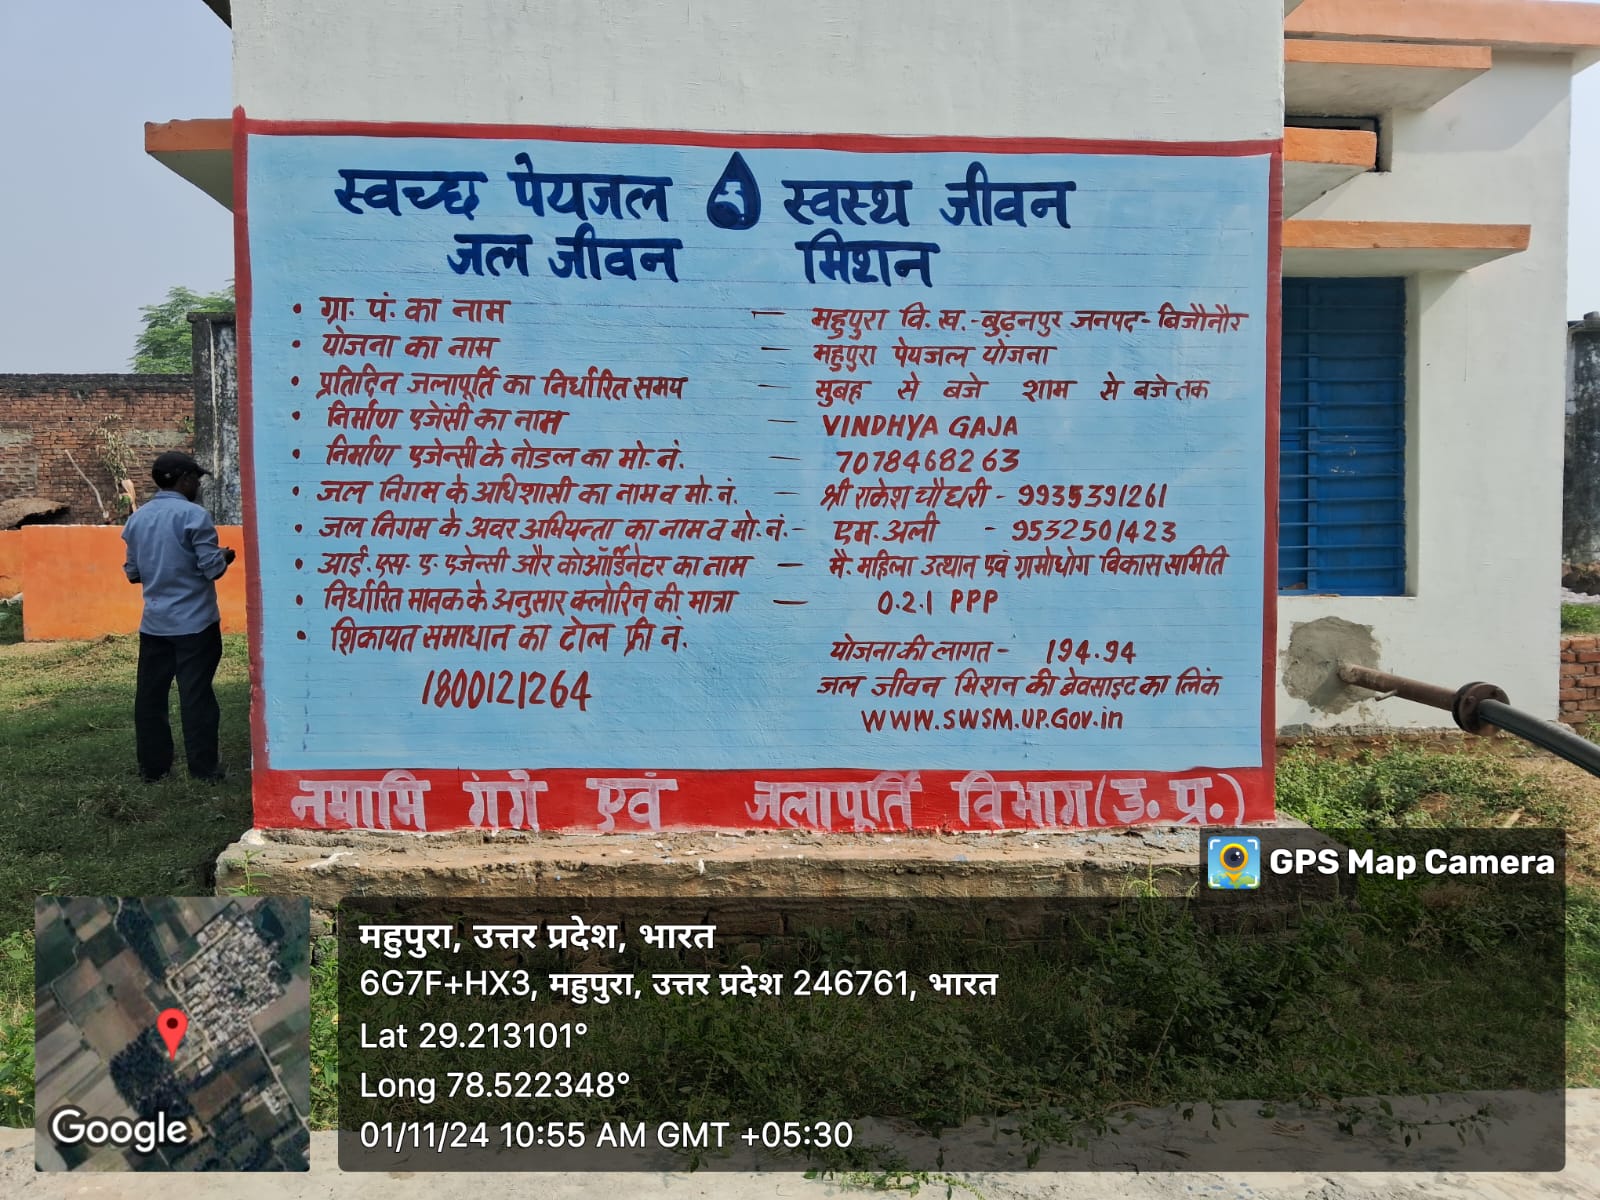 स्वच्छ पेयजल स्वस्थ जीवन
जल जीवन मिशन
• ग्रा. पं. का नाम — महुपुरा वि. ख.-बुढ़नपुर जनपद-बिजौनौर
• योजना का नाम — महुपुरा पेयजल योजना
• प्रतिदिन जलापूर्ति का निर्धारित समय — सुबह से बजे शाम से बजे तक
• निर्माण एजेंसी का नाम — VINDHYA GAJA
• निर्माण एजेन्सी के नोडल का मो. नं. — 7078468263
• जल निगम के अधिशासी का नाम व मो. नं. — श्री राकेश चौधरी - 9935391261
• जल निगम के अवर अभियन्ता का नाम व मो. नं. - एम. अली - 9532501423
• आई. एस. ए. एजेन्सी और कोऑर्डिनेटर का नाम — मै. महिला उत्थान एवं ग्रामोधोग विकास समिति
• निर्धारित मानक के अनुसार क्लोरिन की मात्रा — 0.2.1 PPP
• शिकायत समाधान का टोल फ्री नं.
1800121264
योजना की लागत - 194.94
जल जीवन मिशन की बेवसाइट का लिंक
WWW.SWSM.UP.Gov.in
नमामि गंगे एवं जलापूर्ति विभाग (उ. प्र.)
GPS Map Camera
महुपुरा, उत्तर प्रदेश, भारत
6G7F+HX3, महुपुरा, उत्तर प्रदेश 246761, भारत
Lat 29.213101°
Long 78.522348°
01/11/24 10:55 AM GMT +05:30
Google